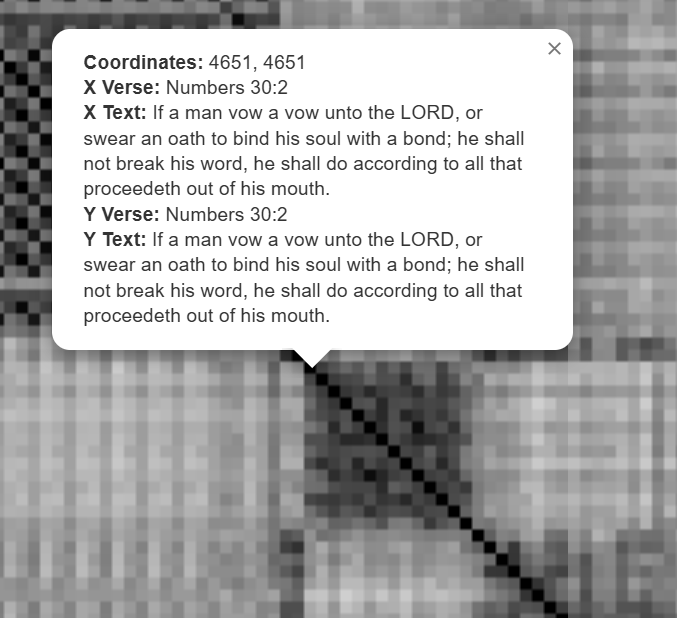 Coordinates: 4651, 4651
X Verse: Numbers 30:2
X Text: If a man vow a vow unto the LORD, or
swear an oath to bind his soul with a bond; he shall
not break his word, he shall do according to all that
proceedeth out of his mouth.
Y Verse: Numbers 30:2
Y Text: If a man vow a vow unto the LORD, or
swear an oath to bind his soul with a bond; he shall
not break his word, he shall do according to all that
proceedeth out of his mouth.